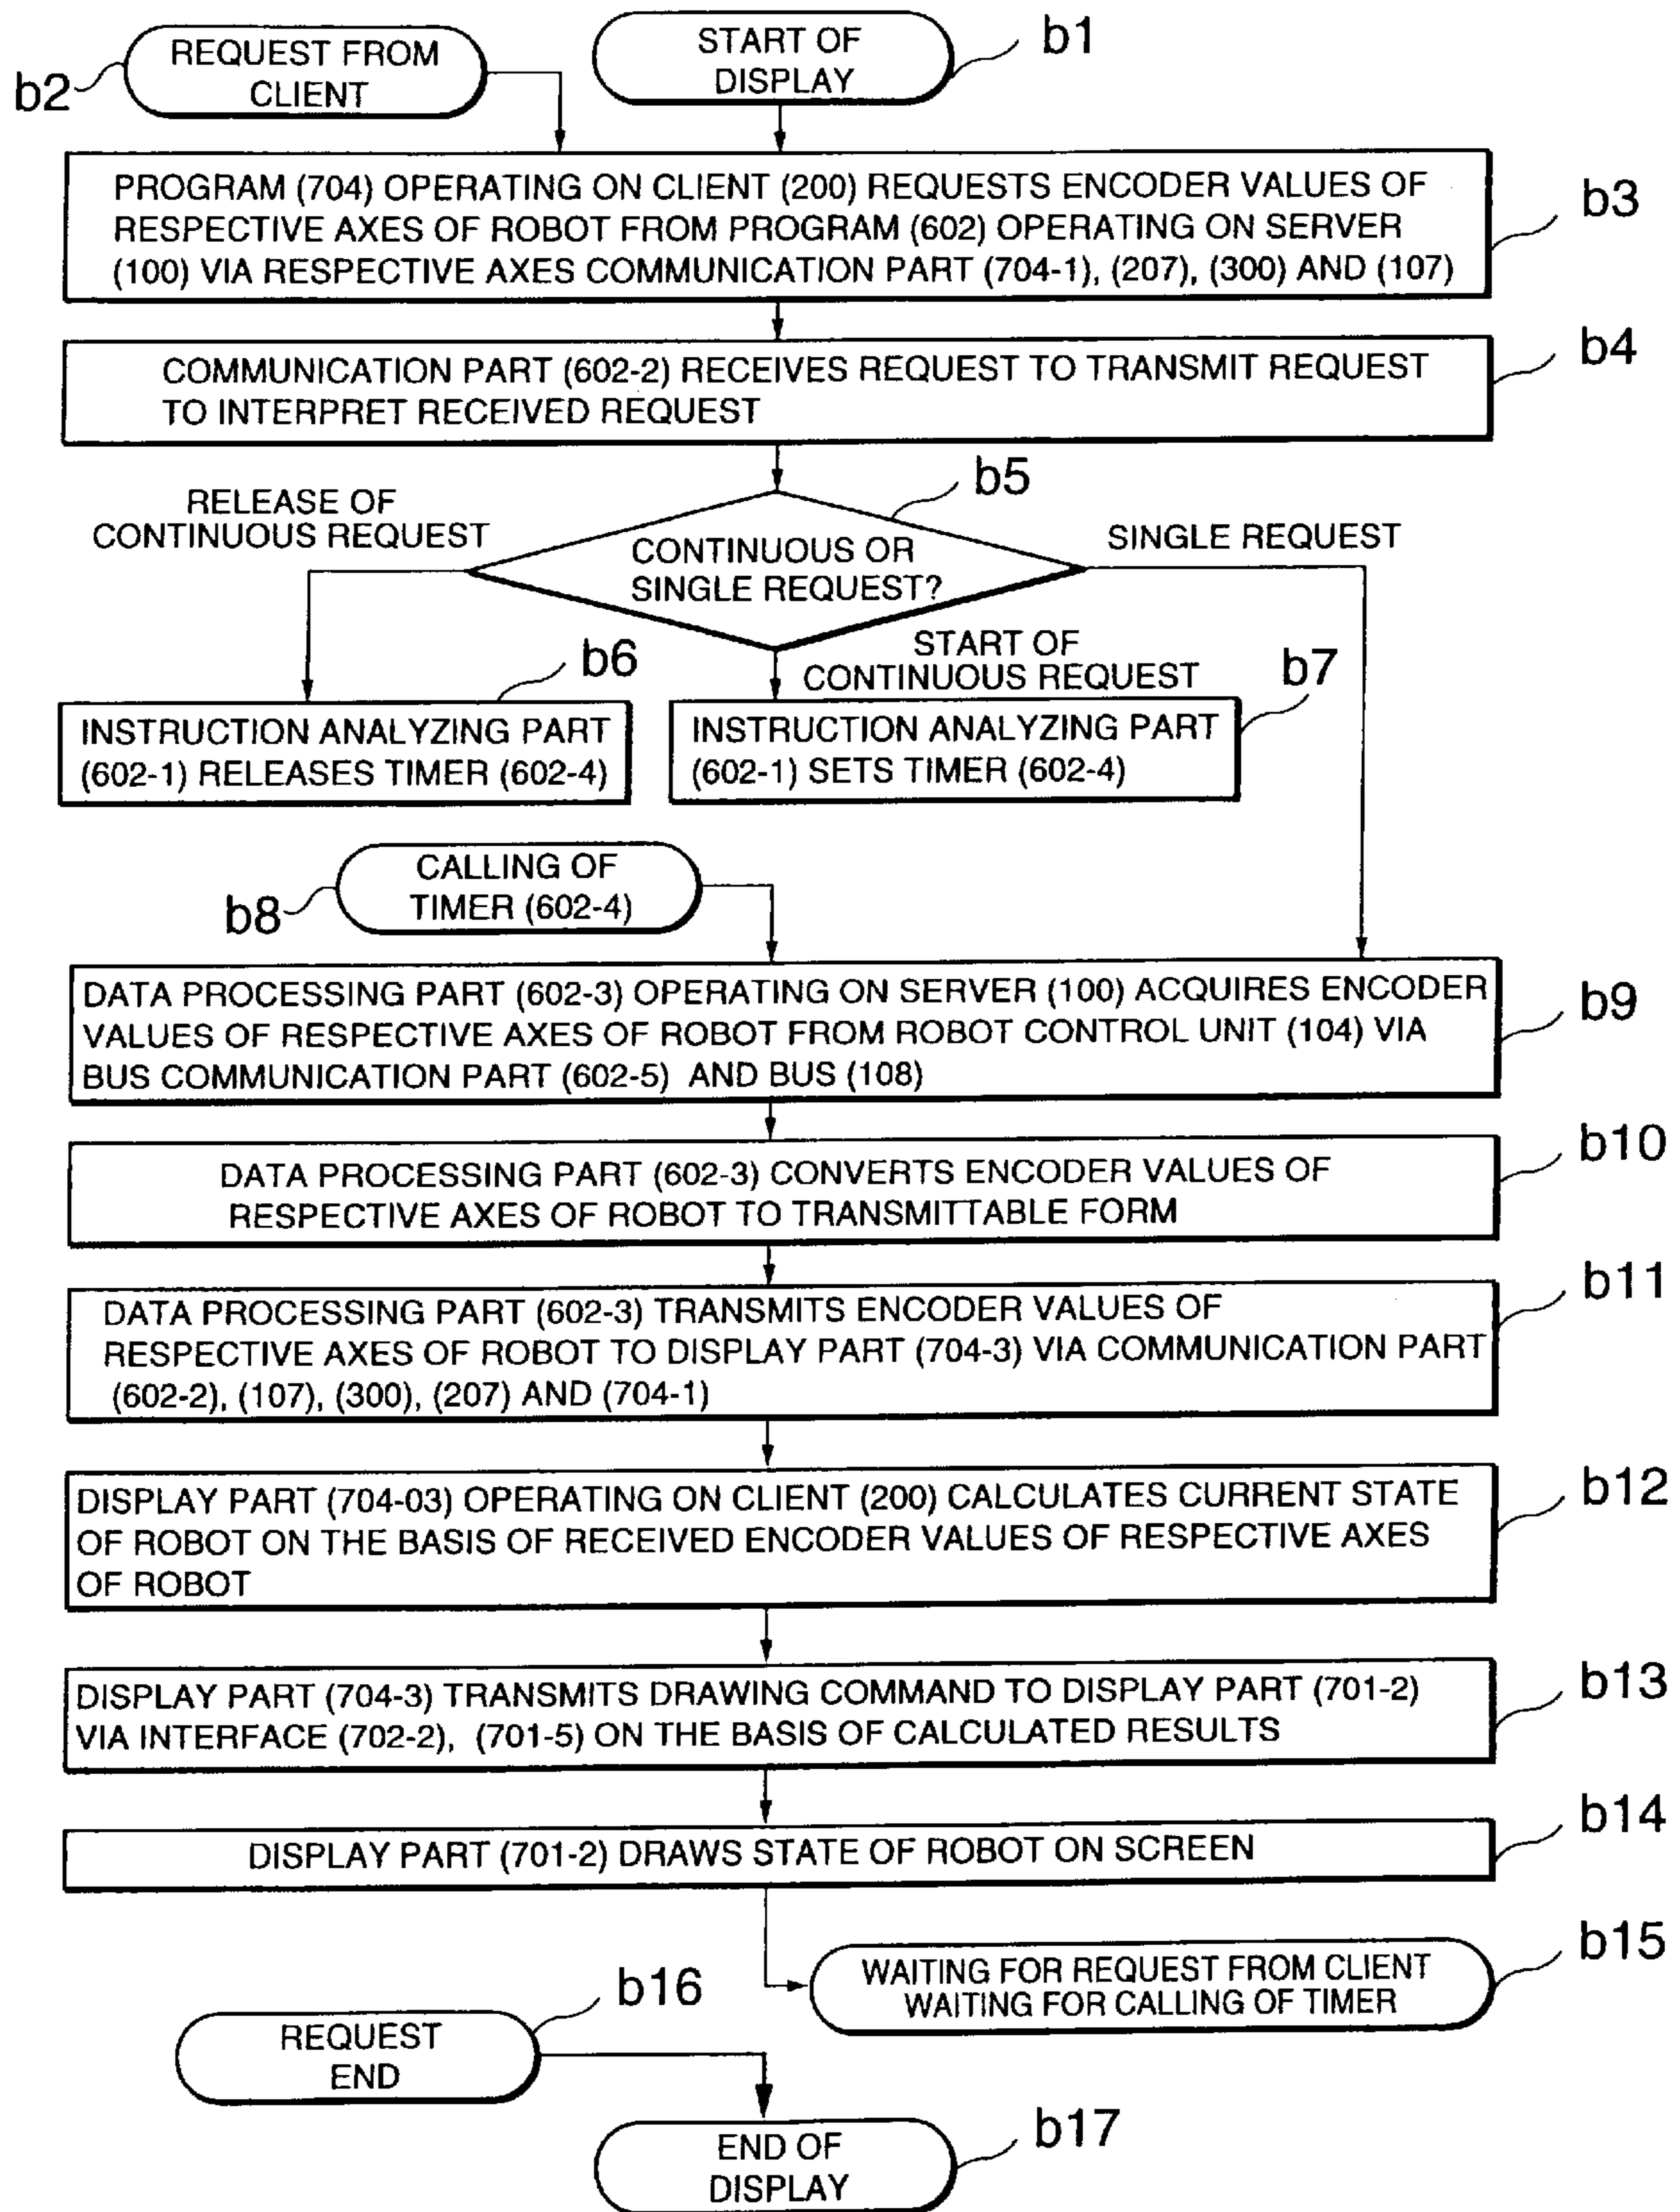 b2
REQUEST FROM
CLIENT
START OF
DISPLAY
b1
PROGRAM (704) OPERATING ON CLIENT (200) REQUESTS ENCODER VALUES OF
RESPECTIVE AXES OF ROBOT FROM PROGRAM (602) OPERATING ON SERVER
(100) VIA RESPECTIVE AXES COMMUNICATION PART (704-1), (207), (300) AND (107)
b3
COMMUNICATION PART (602-2) RECEIVES REQUEST TO TRANSMIT REQUEST
TO INTERPRET RECEIVED REQUEST
b4
b5
RELEASE OF
CONTINUOUS REQUEST
CONTINUOUS OR
SINGLE REQUEST?
SINGLE REQUEST
START OF
CONTINUOUS REQUEST
b6
b7
INSTRUCTION ANALYZING PART
(602-1) RELEASES TIMER (602-4)
INSTRUCTION ANALYZING PART
(602-1) SETS TIMER (602-4)
b8
CALLING OF
TIMER (602-4)
DATA PROCESSING PART (602-3) OPERATING ON SERVER (100) ACQUIRES ENCODER
VALUES OF RESPECTIVE AXES OF ROBOT FROM ROBOT CONTROL UNIT (104) VIA
BUS COMMUNICATION PART (602-5) AND BUS (108)
b9
DATA PROCESSING PART (602-3) CONVERTS ENCODER VALUES OF
RESPECTIVE AXES OF ROBOT TO TRANSMITTABLE FORM
b10
DATA PROCESSING PART (602-3) TRANSMITS ENCODER VALUES OF
RESPECTIVE AXES OF ROBOT TO DISPLAY PART (704-3) VIA COMMUNICATION PART
(602-2), (107), (300), (207) AND (704-1)
b11
DISPLAY PART (704-03) OPERATING ON CLIENT (200) CALCULATES CURRENT STATE
OF ROBOT ON THE BASIS OF RECEIVED ENCODER VALUES OF RESPECTIVE AXES
OF ROBOT
b12
DISPLAY PART (704-3) TRANSMITS DRAWING COMMAND TO DISPLAY PART (701-2)
VIA INTERFACE (702-2), (701-5) ON THE BASIS OF CALCULATED RESULTS
b13
DISPLAY PART (701-2) DRAWS STATE OF ROBOT ON SCREEN
b14
WAITING FOR REQUEST FROM CLIENT
WAITING FOR CALLING OF TIMER
b15
REQUEST
END
b16
END OF
DISPLAY
b17